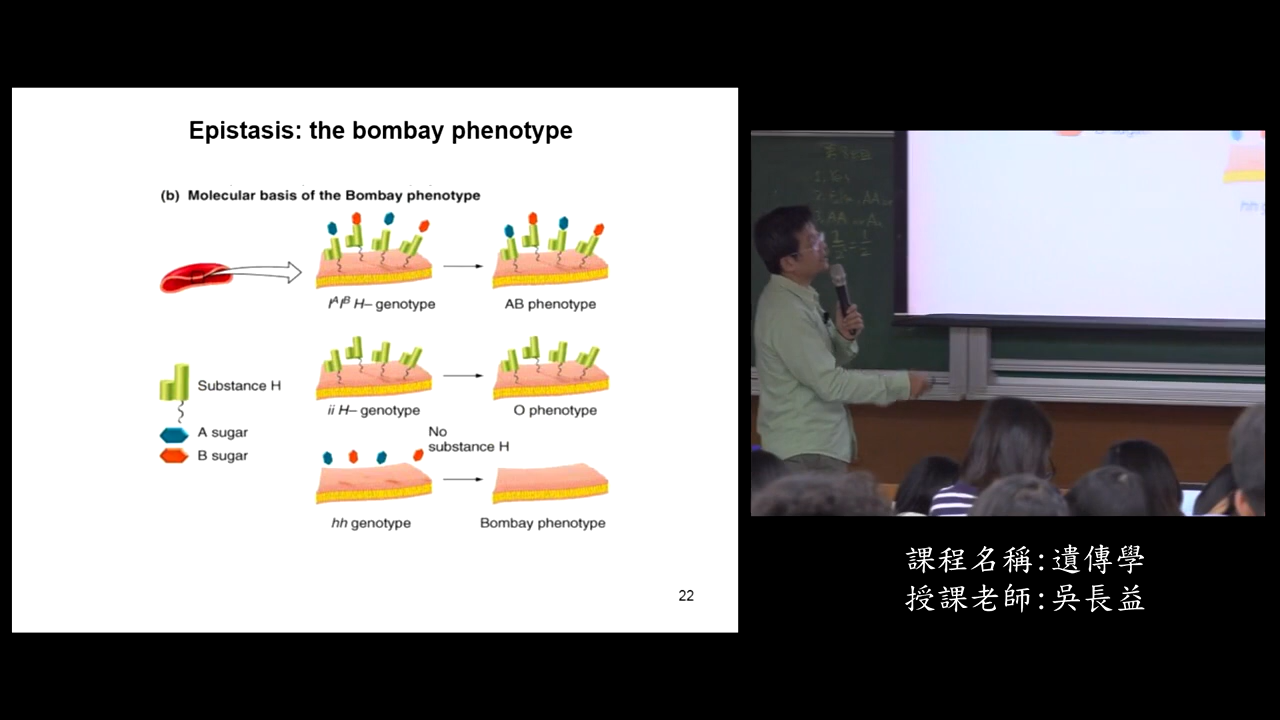 Epistasis: the bombay phenotype
(b) Molecular basis of the Bombay phenotype
IAIB H– genotype
AB phenotype
Substance H
ii H– genotype
O phenotype
A sugar
B sugar
No
substance H
hh genotype
Bombay phenotype
22
課程名稱:遺傳學
授課老師:吳長益